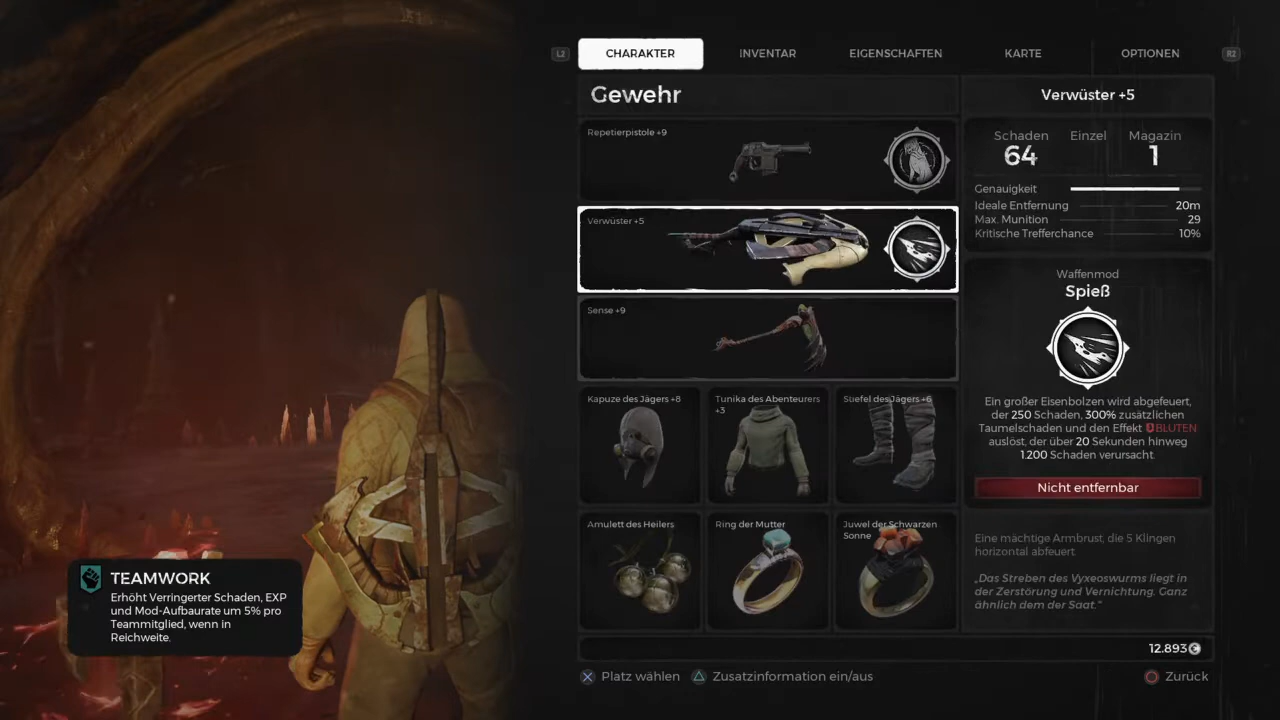 L2
CHARAKTER
INVENTAR
EIGENSCHAFTEN
KARTE
OPTIONEN
R2
Gewehr
Repetierpistole +9
Verwüster +5
Sense +9
Kapuze des Jägers +8
Tunika des Abenteurers
+3
Stiefel des Jägers +6
Amulett des Heilers
Ring der Mutter
Juwel der Schwarzen
Sonne
Verwüster +5
Schaden
Einzel
Magazin
64
1
Genauigkeit
Ideale Entfernung 20m
Max. Munition 29
Kritische Trefferchance 10%
Waffenmod
Spieß
Ein großer Eisenbolzen wird abgefeuert,
der 250 Schaden, 300% zusätzlichen
Taumelschaden und den Effekt BLUTEN
auslöst, der über 20 Sekunden hinweg
1.200 Schaden verursacht.
Nicht entfernbar
Eine mächtige Armbrust, die 5 Klingen
horizontal abfeuert.
„Das Streben des Vyxeoswurms liegt in
der Zerstörung und Vernichtung. Ganz
ähnlich dem der Saat.“
12.893
TEAMWORK
Erhöht Verringerter Schaden, EXP
und Mod-Aufbaurate um 5% pro
Teammitglied, wenn in
Reichweite.
Platz wählen
Zusatzinformation ein/aus
Zurück